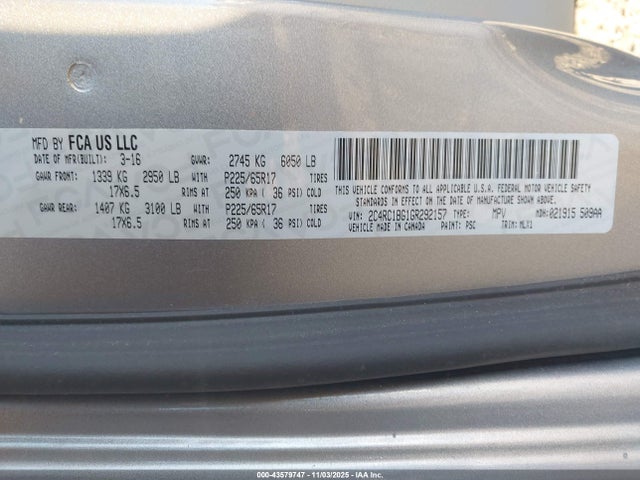 MFD BY FCA US LLC
DATE OF MFR(BUILT): 3-16 GVWR: 2745 KG 6050 LB
GAWR FRONT: 1339 KG 2950 LB WITH P225/65R17 TIRES
17X6.5 RIMS AT 250 KPA ( 36 PSI) COLD
GAWR REAR: 1407 KG 3100 LB WITH P225/65R17 TIRES
17X6.5 RIMS AT 250 KPA ( 36 PSI) COLD
THIS VEHICLE CONFORMS TO ALL APPLICABLE U.S.A. FEDERAL MOTOR VEHICLE SAFETY
STANDARDS IN EFFECT ON THE DATE OF MANUFACTURE SHOWN ABOVE.
VIN: 2C4RC1BG1GR292157 TYPE: MPV MDH:021915 509AA
VEHICLE MADE IN CANADA PAINT: PSC TRIM: MLX1
000-43579747 - 11/03/2025 - IAA Inc.